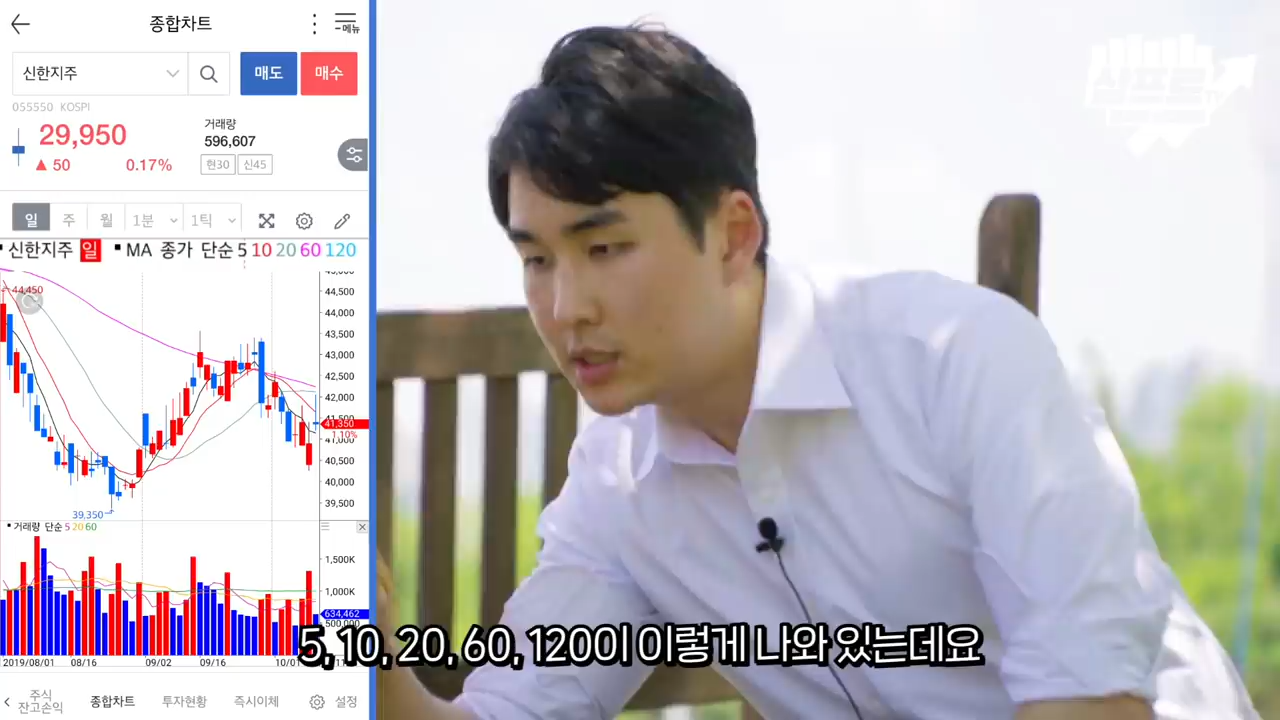 종합차트
메뉴
신한지주
매도
매수
055550 KOSPI
29,950
▲ 50 0.17%
거래량
596,607
현30 신45
일 주 월 1분 1틱
신한지주 일 MA 종가 단순 5 10 20 60 120
45,000
44,500
44,000
43,500
43,000
42,500
42,000
41,500
41,350
1.10%
41,000
40,500
40,000
39,500
44,450
39,350
거래량 단순 5 20 60
1,500K
1,000K
634,462
500,000
2019/08/01 08/16 09/02 09/16 10/01
5, 10, 20, 60, 120이 이렇게 나와 있는데요
주식
잔고손익
종합차트
투자현황
즉시이체
설정
삼프로